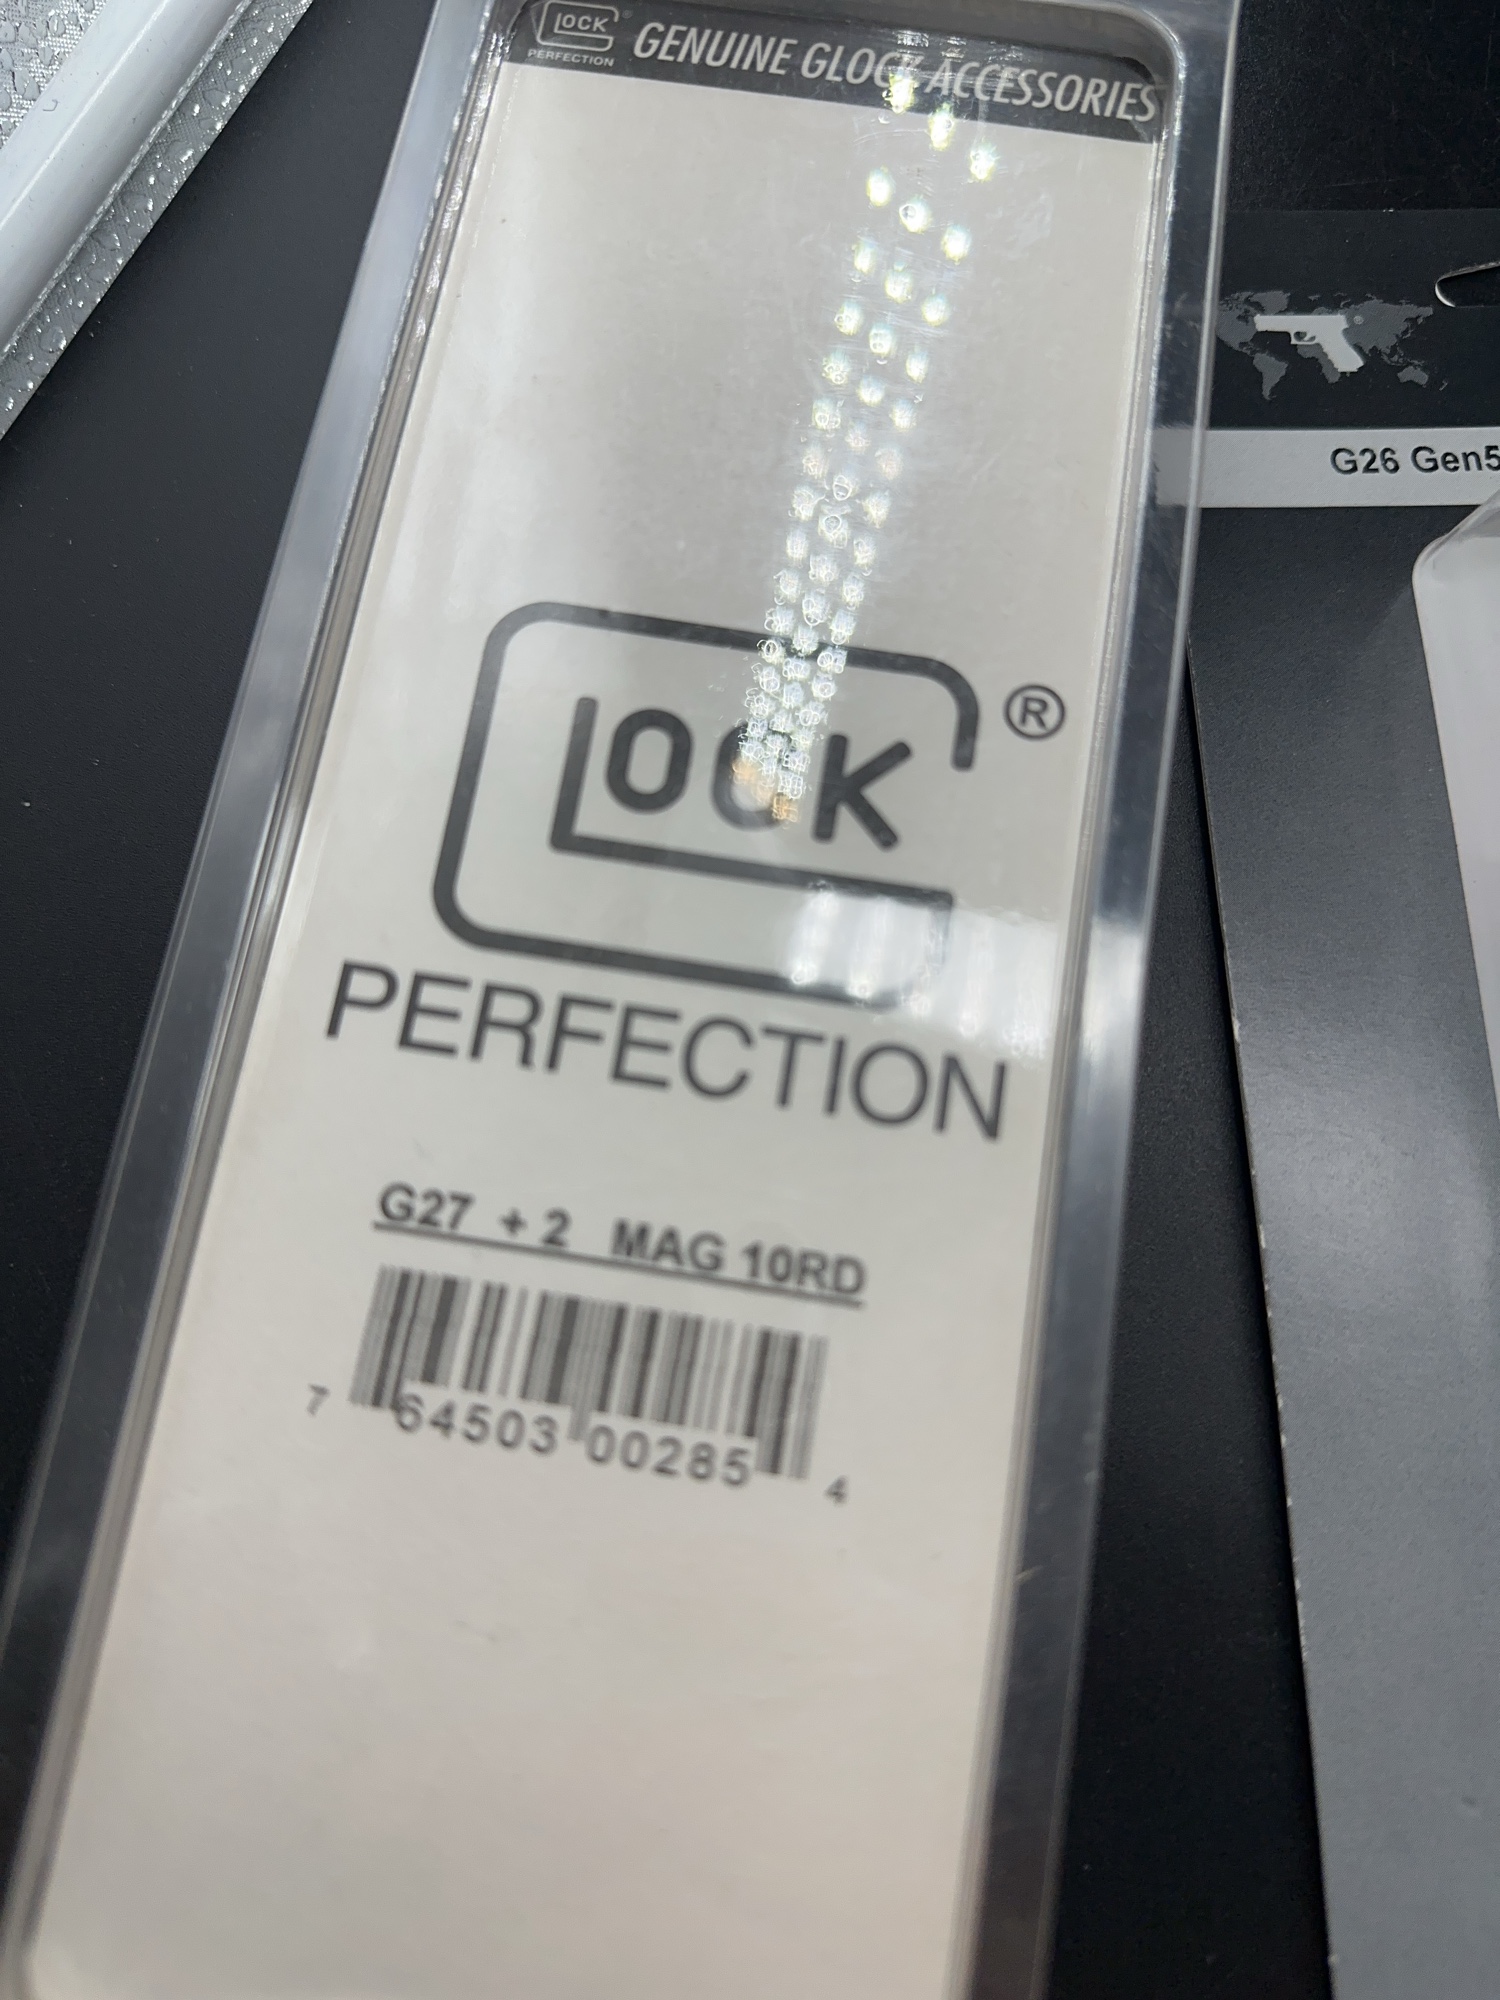 GLOCK
PERFECTION
GENUINE GLOCK ACCESSORIES
G26 Gen5
GLOCK ®
PERFECTION
G27 + 2 MAG 10RD
7 64503 00285 4